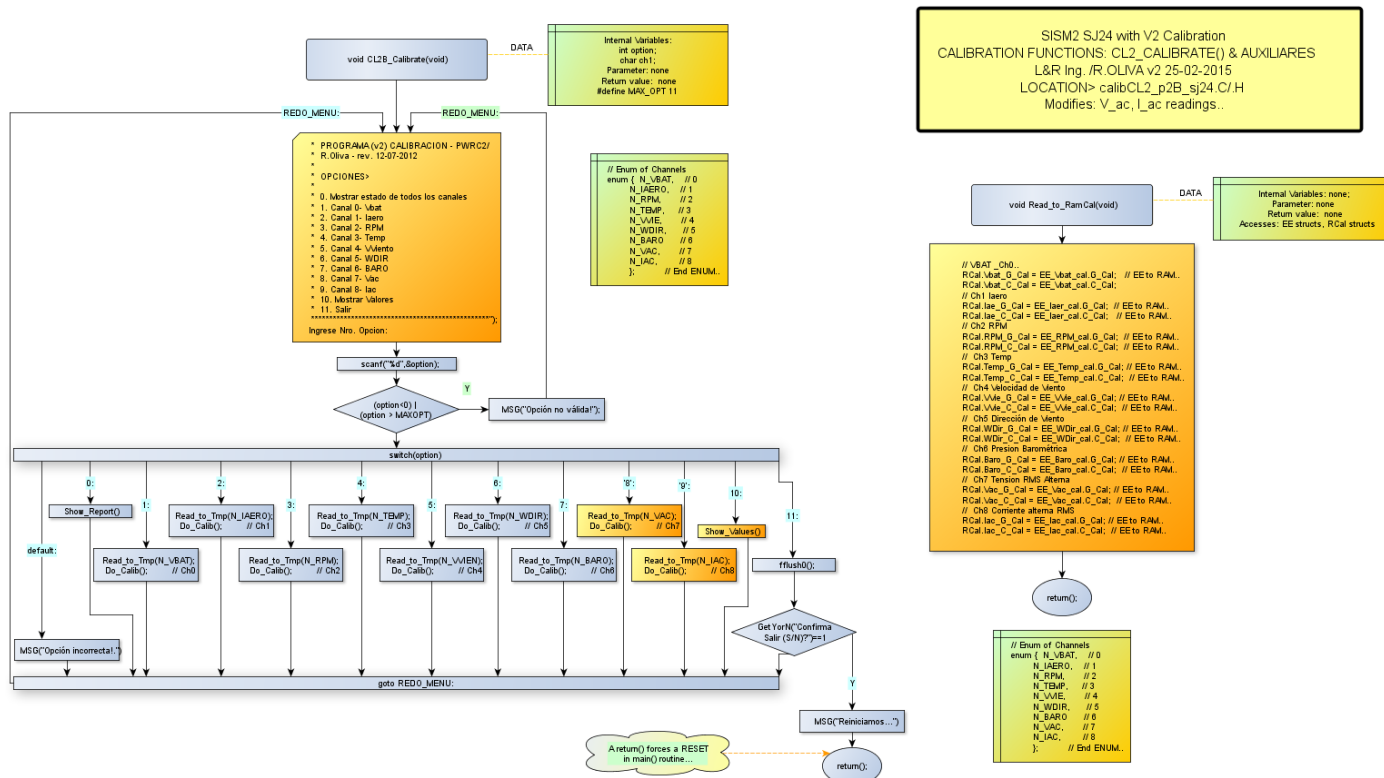 SISM2 SJ24 with V2 Calibration
CALIBRATION FUNCTIONS: CL2_CALIBRATE() & AUXILIARES
L&R Ing. /R.OLIVA v2 25-02-2015
LOCATION> calibCL2_p2B_sj24.C/.H
Modifies: V_ac, I_ac readings..
void CL2B_Calibrate(void)
DATA
Internal Variables:
int option;
char ch1;
Parameter: none
Return value: none
#define MAX_OPT 11
REDO_MENU:
REDO_MENU:
* PROGRAMA (v2) CALIBRACION - PWRC2/
* R.Oliva - rev. 12-07-2012
*
* OPCIONES>
*
* 0. Mostrar estado de todos los canales
* 1. Canal 0- Vbat
* 2. Canal 1- Iaero
* 3. Canal 2- RPM
* 4. Canal 3- Temp
* 5. Canal 4- VViento
* 6. Canal 5- WDIR
* 7. Canal 6- BARO
* 8. Canal 7- Vac
* 9. Canal 8- Iac
* 10. Mostrar Valores
* 11. Salir
Ingrese Nro. Opcion:
// Enum of Channels
enum { N_VBAT, // 0
N_IAERO, // 1
N_RPM, // 2
N_TEMP, // 3
N_VVIE, // 4
N_WDIR, // 5
N_BARO // 6
N_VAC, // 7
N_IAC, // 8
}; // End ENUM..
scanf("%d",&option);
(option<0) |
(option > MAXOPT)
Y
MSG("Opción no válida!");
switch(option)
0:
Show_Report()
1:
Read_to_Tmp(N_VBAT);
Do_Calib(); // Ch0
2:
Read_to_Tmp(N_IAERO);
Do_Calib(); // Ch1
3:
Read_to_Tmp(N_RPM);
Do_Calib(); // Ch2
4:
Read_to_Tmp(N_TEMP);
Do_Calib(); // Ch3
5:
Read_to_Tmp(N_VVIEN);
Do_Calib(); // Ch4
6:
Read_to_Tmp(N_WDIR);
Do_Calib(); // Ch5
7:
Read_to_Tmp(N_BARO);
Do_Calib(); // Ch6
'8':
Read_to_Tmp(N_VAC);
Do_Calib(); // Ch7
'9':
Read_to_Tmp(N_IAC);
Do_Calib(); // Ch8
10:
Show_Values()
11:
fflush0();
default:
MSG("Opción incorrecta!.")
GetYorN("Confirma
Salir (S/N)?")==1
goto REDO_MENU:
Y
MSG("Reiniciamos...")
A return() forces a RESET
in main() routine...
return();
void Read_to_RamCal(void)
DATA
Internal Variables: none;
Parameter: none
Return value: none
Accesses: EE structs, RCal structs
// VBAT _Ch0..
RCal.Vbat_G_Cal = EE_Vbat_cal.G_Cal; // EE to RAM..
RCal.Vbat_C_Cal = EE_Vbat_cal.C_Cal;
// Ch1 Iaero
RCal.Iae_G_Cal = EE_Iaer_cal.G_Cal; // EE to RAM..
RCal.Iae_C_Cal = EE_Iaer_cal.C_Cal; // EE to RAM..
// Ch2 RPM
RCal.RPM_G_Cal = EE_RPM_cal.G_Cal; // EE to RAM..
RCal.RPM_C_Cal = EE_RPM_cal.C_Cal; // EE to RAM..
// Ch3 Temp
RCal.Temp_G_Cal = EE_Temp_cal.G_Cal; // EE to RAM..
RCal.Temp_C_Cal = EE_Temp_cal.C_Cal; // EE to RAM..
// Ch4 Velocidad de Viento
RCal.VVie_G_Cal = EE_VVie_cal.G_Cal; // EE to RAM..
RCal.VVie_C_Cal = EE_VVie_cal.C_Cal; // EE to RAM..
// Ch5 Dirección de Viento
RCal.WDir_G_Cal = EE_WDir_cal.G_Cal; // EE to RAM..
RCal.WDir_C_Cal = EE_WDir_cal.C_Cal; // EE to RAM..
// Ch6 Presion Barométrica
RCal.Baro_G_Cal = EE_Baro_cal.G_Cal; // EE to RAM..
RCal.Baro_C_Cal = EE_Baro_cal.C_Cal; // EE to RAM..
// Ch7 Tension RMS Alterna
RCal.Vac_G_Cal = EE_Vac_cal.G_Cal; // EE to RAM..
RCal.Vac_C_Cal = EE_Vac_cal.C_Cal; // EE to RAM..
// Ch8 Corriente alterna RMS
RCal.Iac_G_Cal = EE_Iac_cal.G_Cal; // EE to RAM..
RCal.Iac_C_Cal = EE_Iac_cal.C_Cal; // EE to RAM..
return();
// Enum of Channels
enum { N_VBAT, // 0
N_IAERO, // 1
N_RPM, // 2
N_TEMP, // 3
N_VVIE, // 4
N_WDIR, // 5
N_BARO // 6
N_VAC, // 7
N_IAC, // 8
}; // End ENUM..